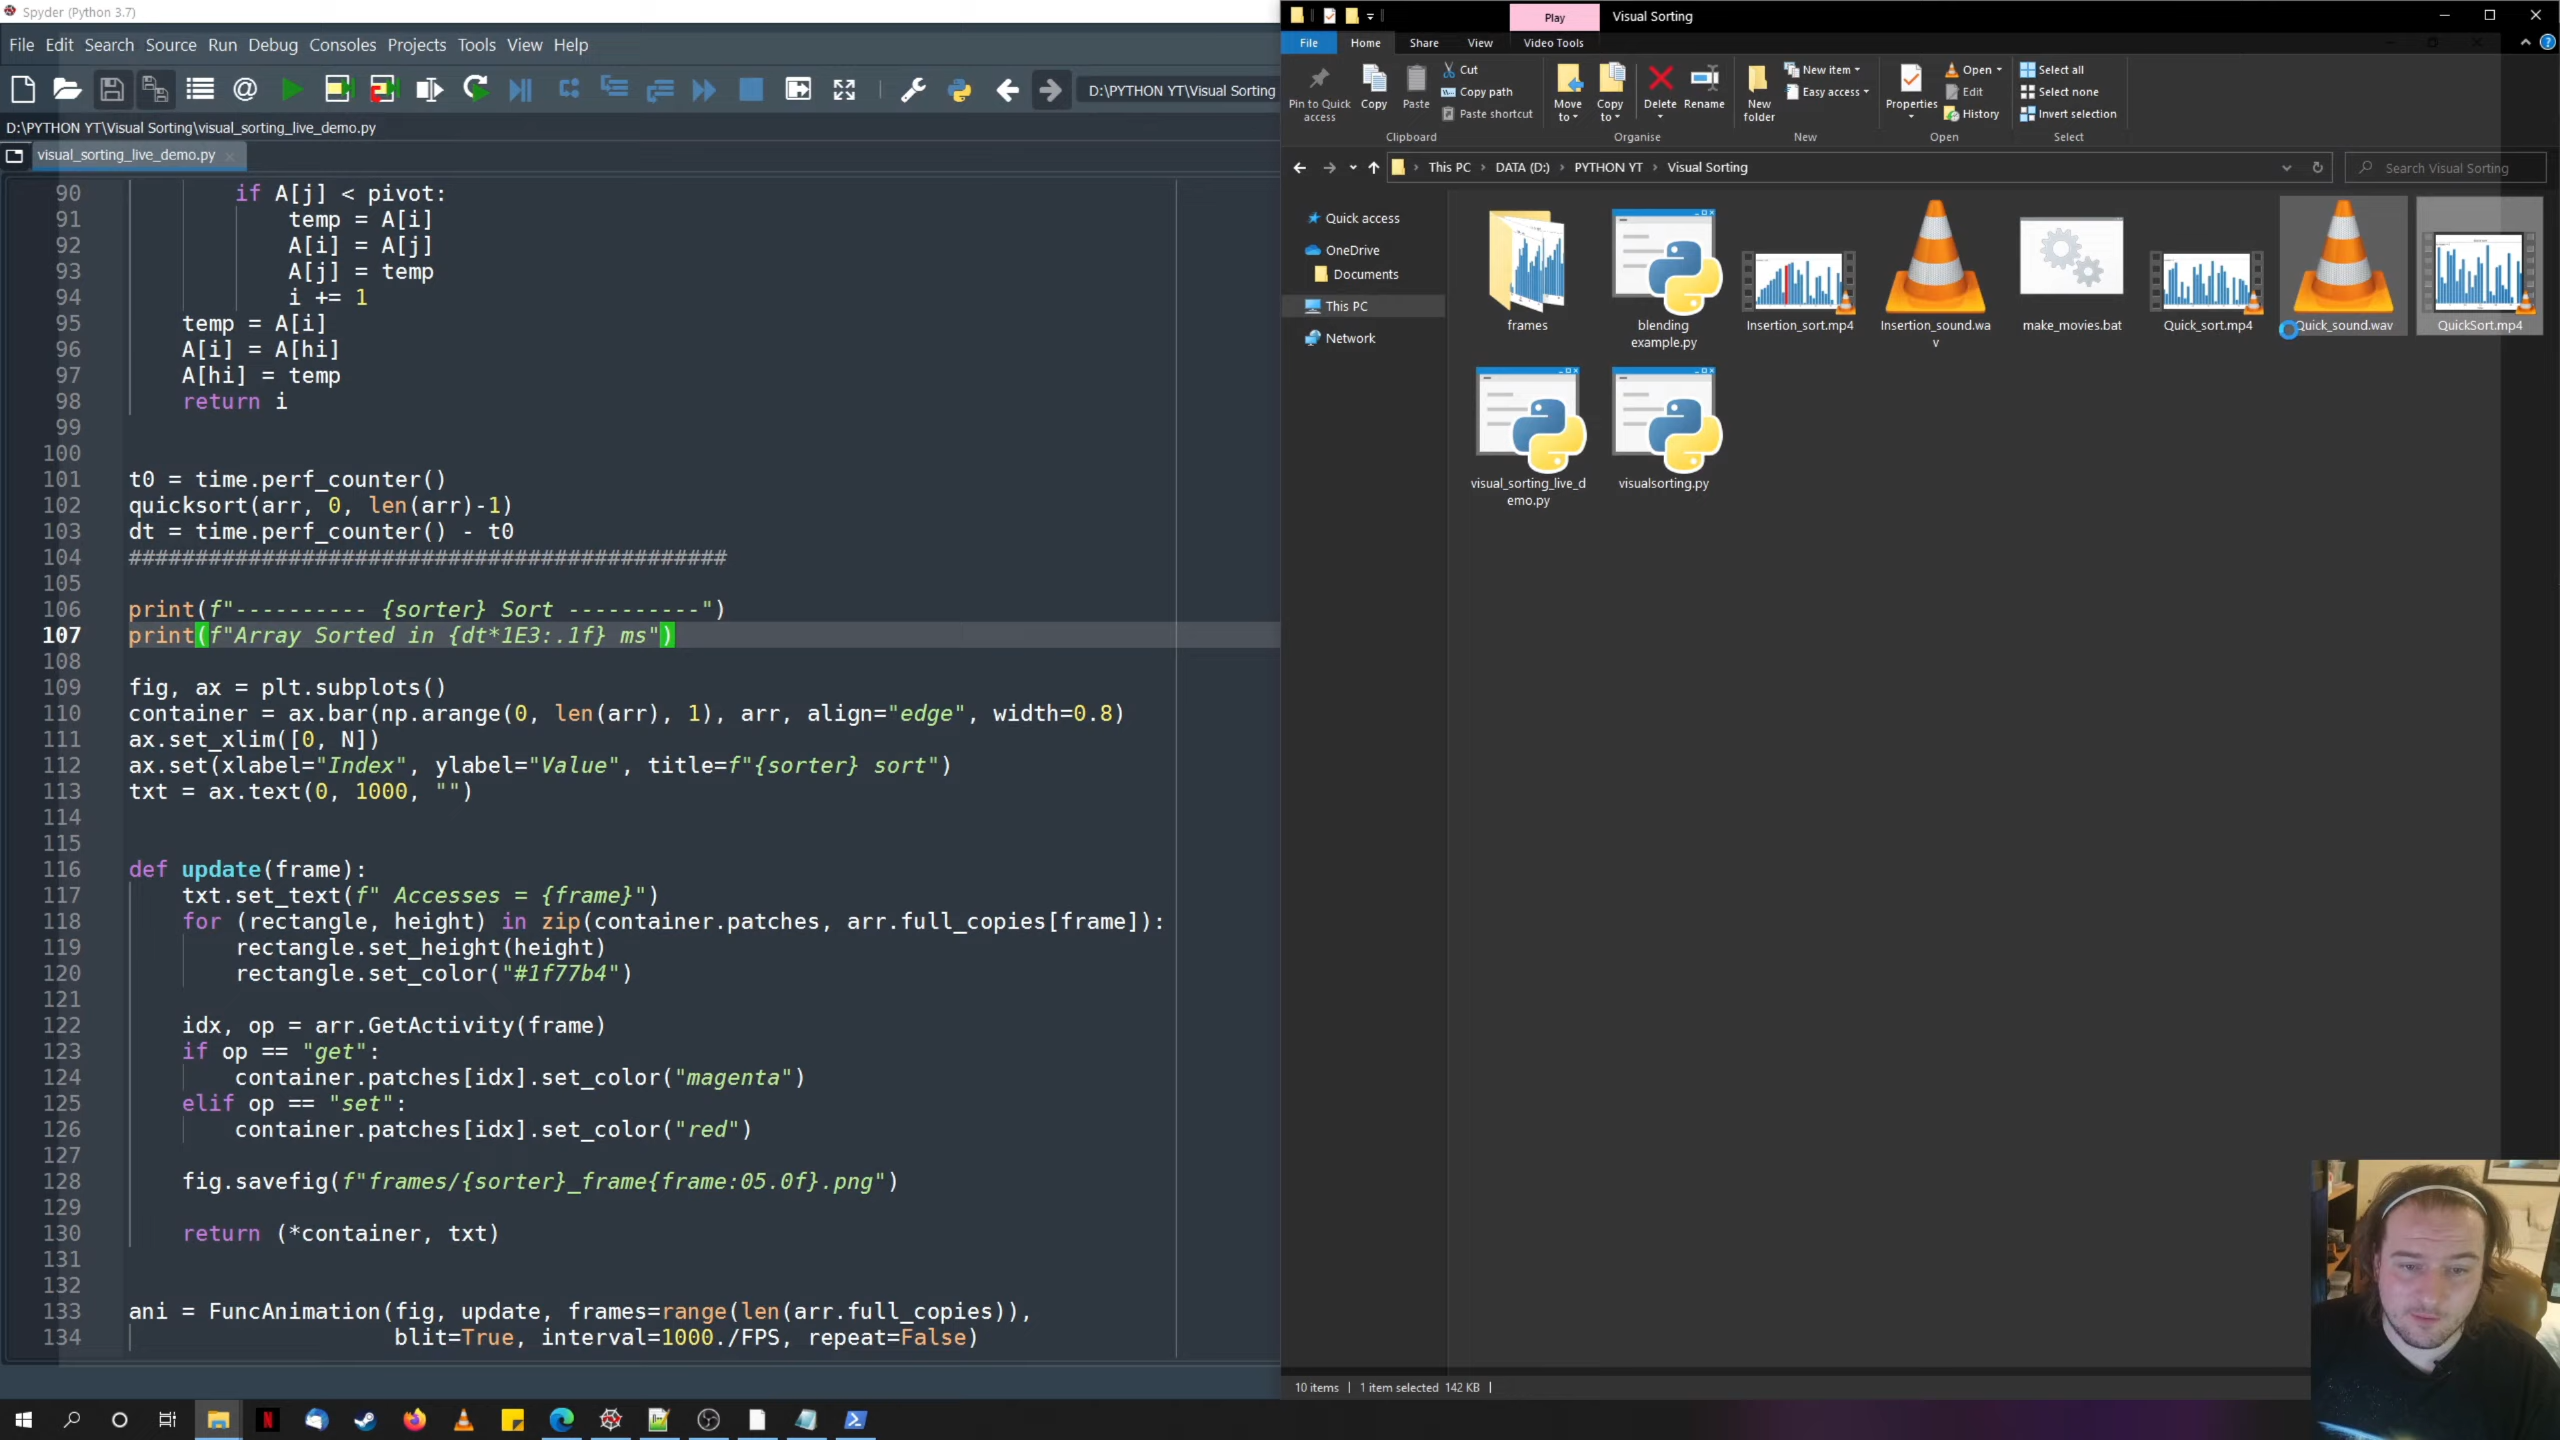 Spyder (Python 3.7)
File Edit Search Source Run Debug Consoles Projects Tools View Help
D:\PYTHON YT\Visual Sorting
D:\PYTHON YT\Visual Sorting\visual_sorting_live_demo.py
visual_sorting_live_demo.py
90 if A[j] < pivot:
91 temp = A[i]
92 A[i] = A[j]
93 A[j] = temp
94 i += 1
95 temp = A[i]
96 A[i] = A[hi]
97 A[hi] = temp
98 return i
99
100
101 t0 = time.perf_counter()
102 quicksort(arr, 0, len(arr)-1)
103 dt = time.perf_counter() - t0
104 #############################################
105
106 print(f"---------- {sorter} Sort ----------")
107 print(f"Array Sorted in {dt*1E3:.1f} ms")
108
109 fig, ax = plt.subplots()
110 container = ax.bar(np.arange(0, len(arr), 1), arr, align="edge", width=0.8)
111 ax.set_xlim([0, N])
112 ax.set(xlabel="Index", ylabel="Value", title=f"{sorter} sort")
113 txt = ax.text(0, 1000, "")
114
115
116 def update(frame):
117 txt.set_text(f" Accesses = {frame}")
118 for (rectangle, height) in zip(container.patches, arr.full_copies[frame]):
119 rectangle.set_height(height)
120 rectangle.set_color("#1f77b4")
121
122 idx, op = arr.GetActivity(frame)
123 if op == "get":
124 container.patches[idx].set_color("magenta")
125 elif op == "set":
126 container.patches[idx].set_color("red")
127
128 fig.savefig(f"frames/{sorter}_frame{frame:05.0f}.png")
129
130 return (*container, txt)
131
132
133 ani = FuncAnimation(fig, update, frames=range(len(arr.full_copies)),
134 blit=True, interval=1000./FPS, repeat=False)
Play Visual Sorting
File Home Share View Video Tools
Pin to Quick access
Copy
Paste
Cut
Copy path
Paste shortcut
Clipboard
Move to
Copy to
Delete
Rename
Organise
New folder
New item
Easy access
New
Properties
Open
Edit
History
Open
Select all
Select none
Invert selection
Select
This PC > DATA (D:) > PYTHON YT > Visual Sorting
Search Visual Sorting
Quick access
OneDrive
Documents
This PC
Network
frames
blending example.py
Insertion_sort.mp4
Insertion_sound.wa
v
make_movies.bat
Quick_sort.mp4
Quick_sound.wav
QuickSort.mp4
visual_sorting_live_d
emo.py
visualsorting.py
10 items 1 item selected 142 KB